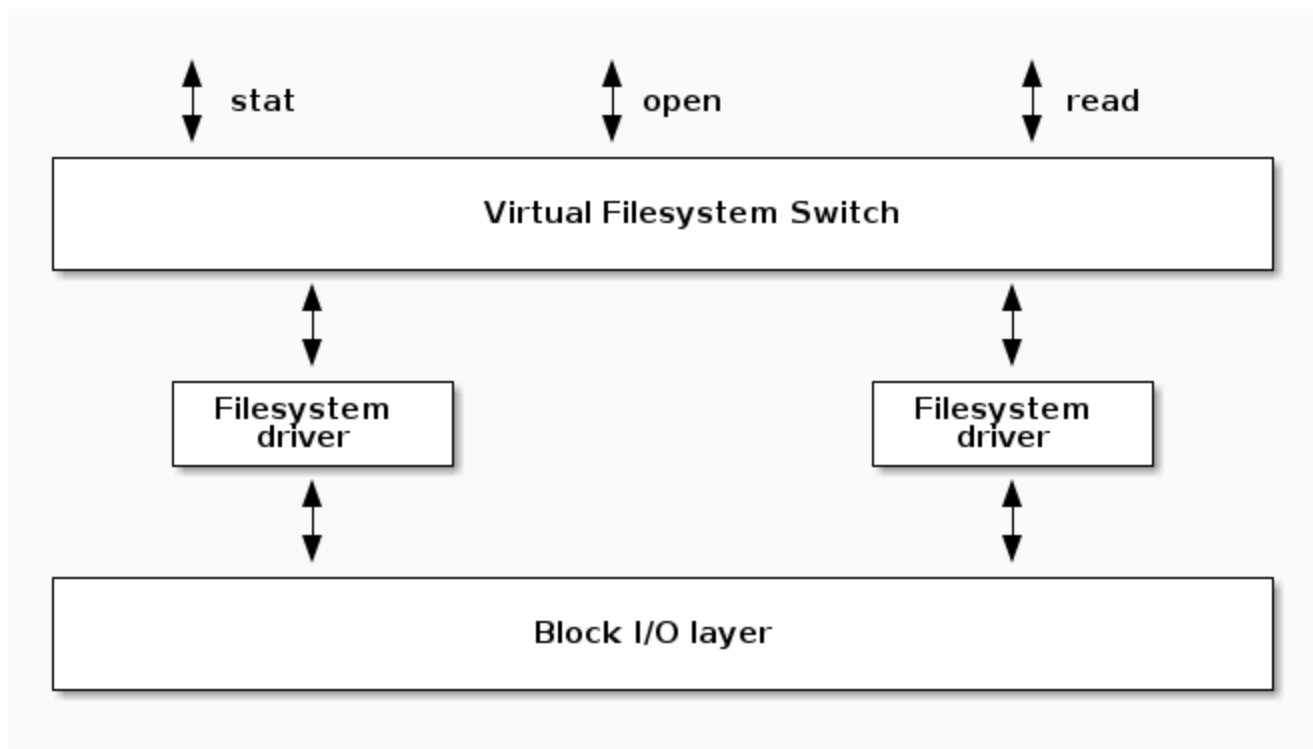 stat
open
read
Virtual Filesystem Switch
Filesystem
driver
Filesystem
driver
Block I/O layer